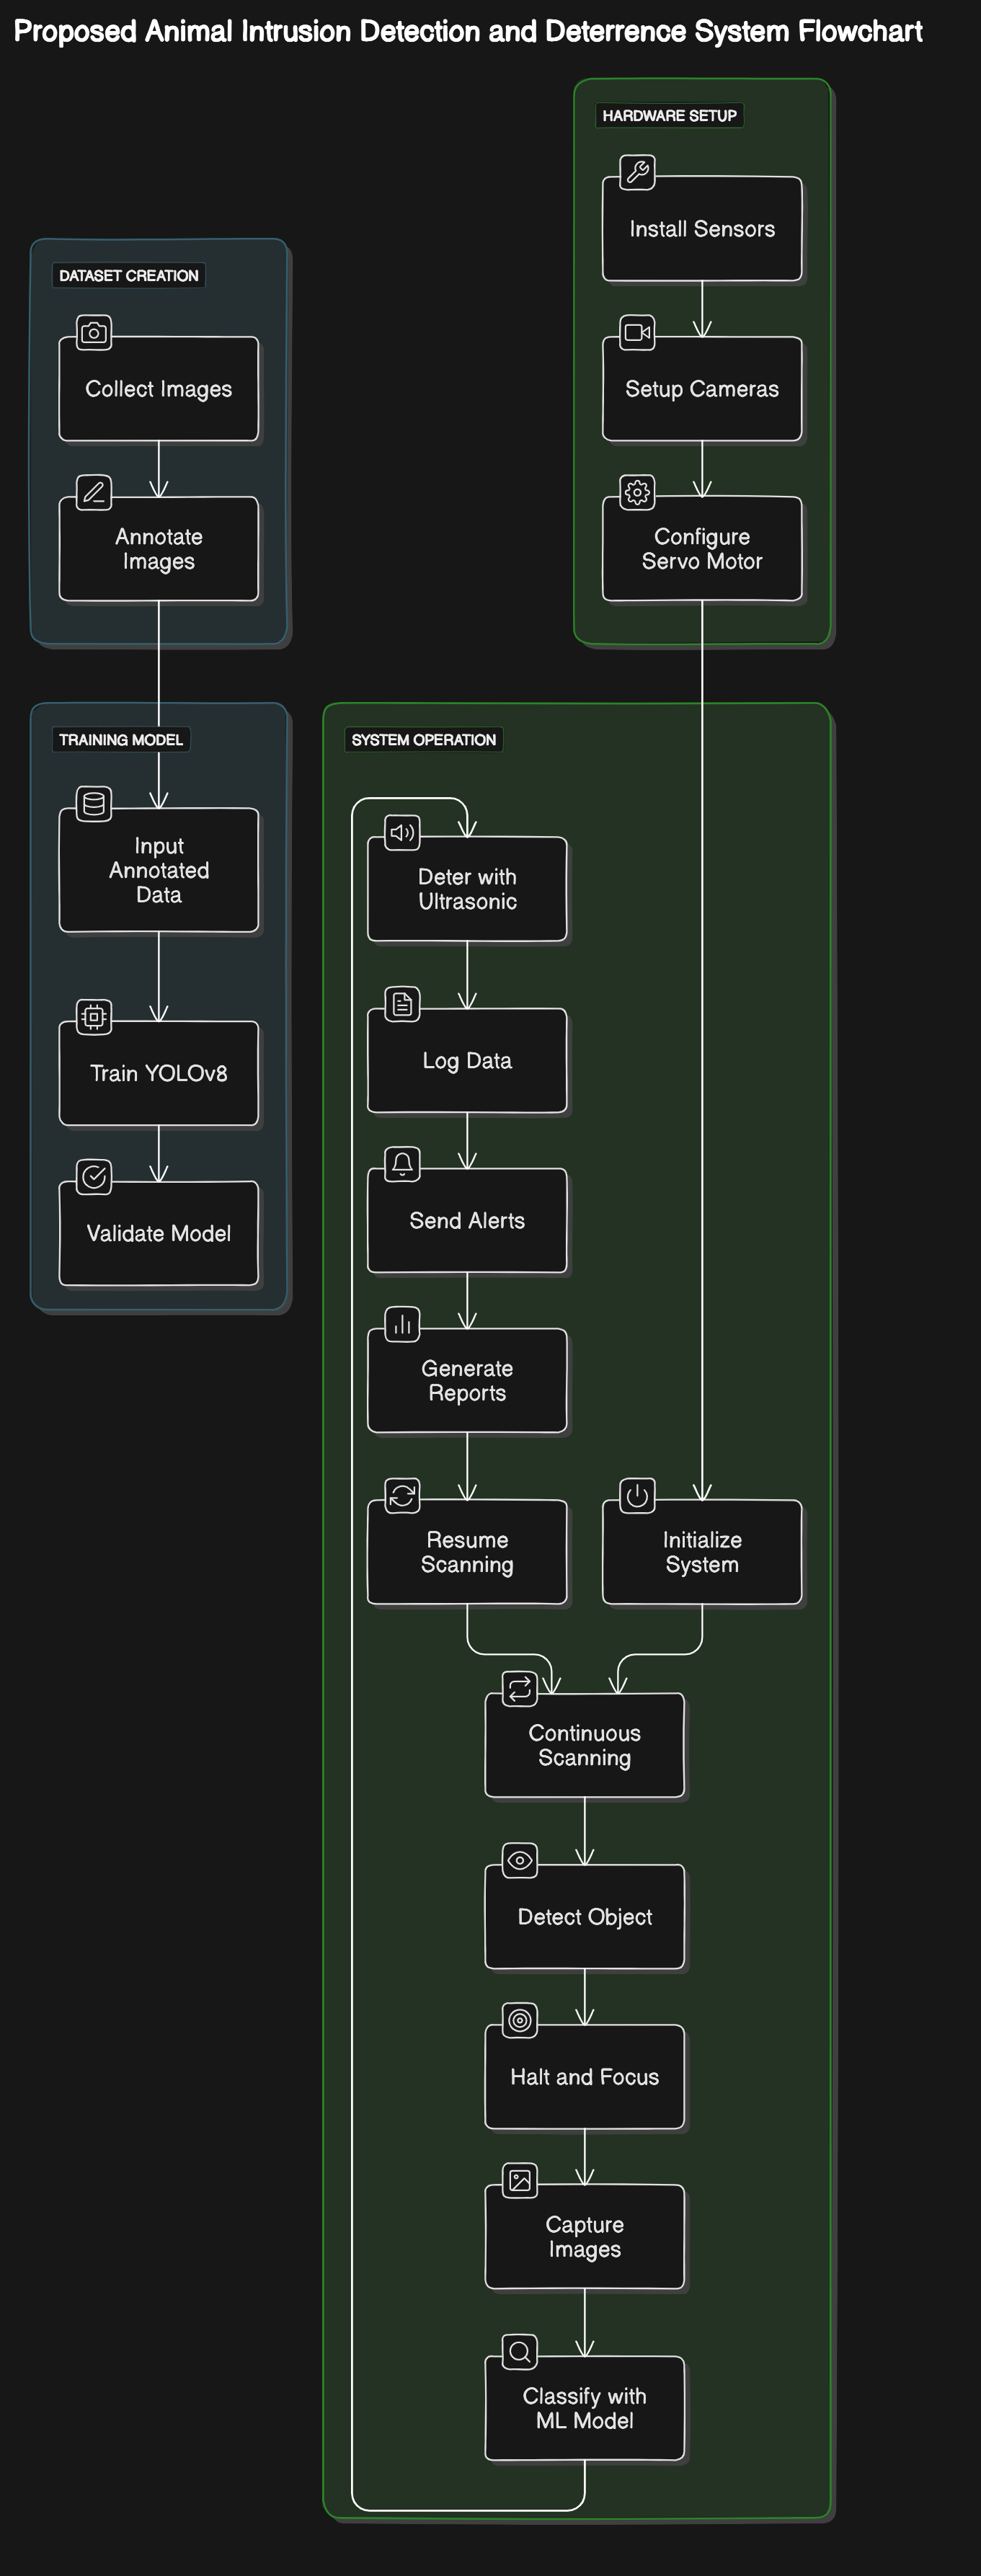 Proposed Animal Intrusion Detection and Deterrence System Flowchart
HARDWARE SETUP
Install Sensors
Setup Cameras
Configure
Servo Motor
DATASET CREATION
Collect Images
Annotate
Images
TRAINING MODEL
Input
Annotated
Data
Train YOLOv8
Validate Model
SYSTEM OPERATION
Deter with
Ultrasonic
Log Data
Send Alerts
Generate
Reports
Resume
Scanning
Initialize
System
Continuous
Scanning
Detect Object
Halt and Focus
Capture
Images
Classify with
ML Model